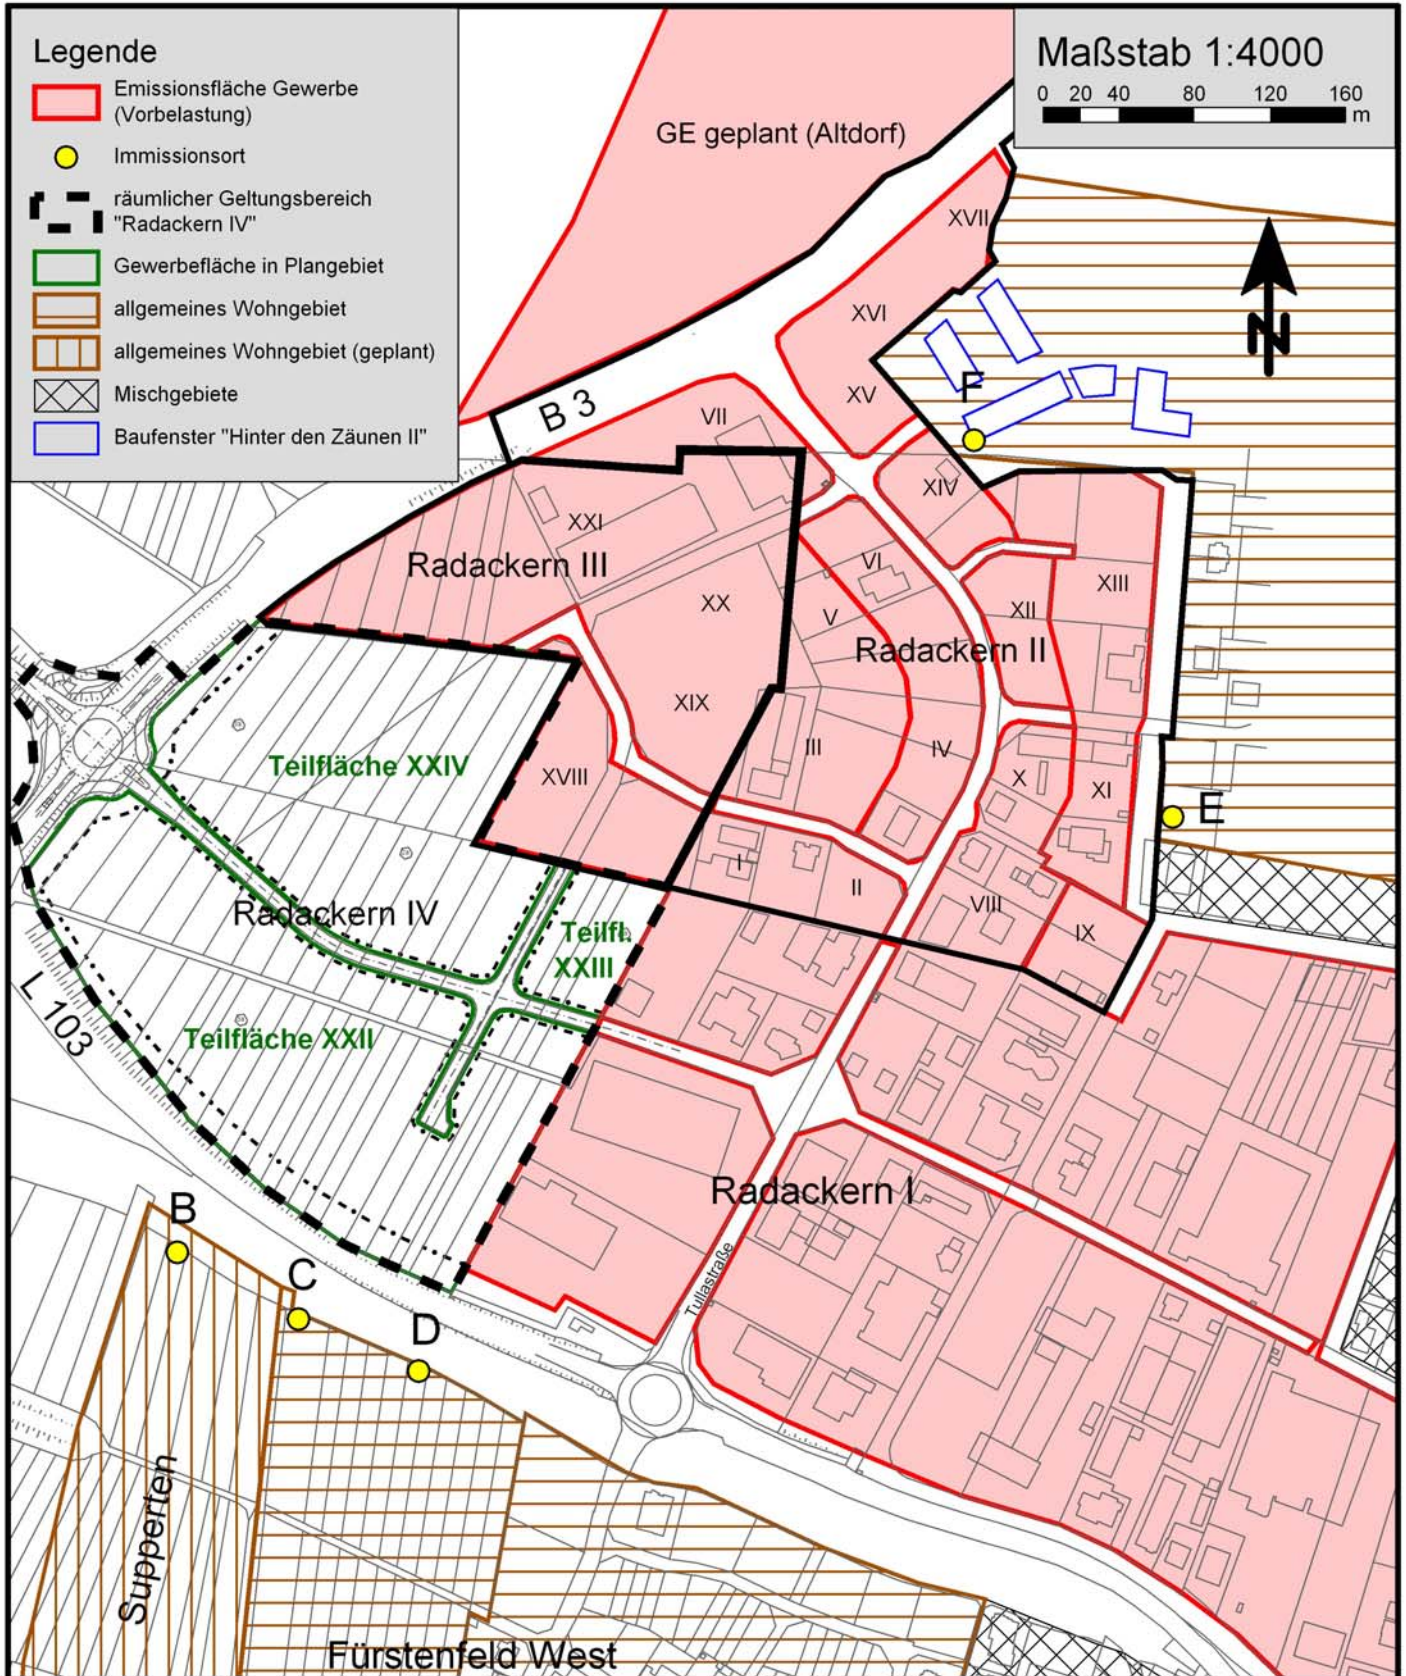 Legende
Emissionsfläche Gewerbe
(Vorbelastung)
Immissionsort
räumlicher Geltungsbereich
"Radackern IV"
Gewerbefläche in Plangebiet
allgemeines Wohngebiet
allgemeines Wohngebiet (geplant)
Mischgebiete
Baufenster "Hinter den Zäunen II"
Maßstab 1:4000
0 20 40 80 120 160
m
GE geplant (Altdorf)
XVII
N
XVI
XV
F
B 3
VII
XIV
XXI
Radackern III
VI
XIII
XX
XII
V
Radackern II
XIX
III
IV
Teilfläche XXIV
XVIII
X
XI
E
I
II
VIII
IX
Radackern IV
Teilfl.
XXIII
L 103
Teilfläche XXII
Radackern I
Tullastraße
B
C
D
Supperten
Fürstenfeld West